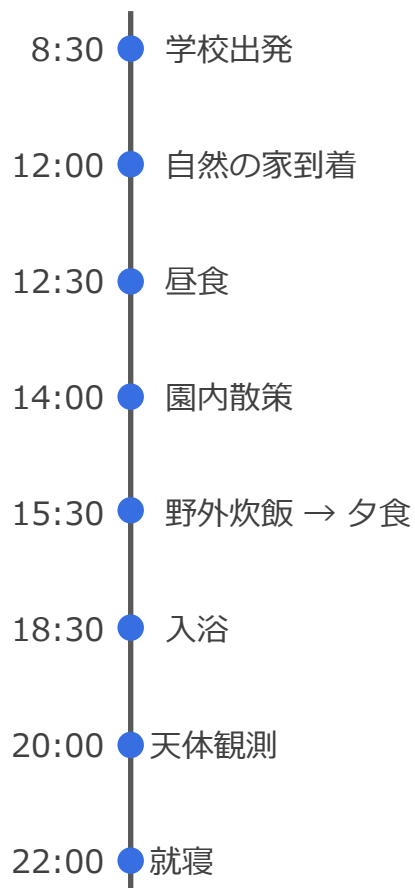 8:30 学校出発
12:00 自然の家到着
12:30 昼食
14:00 園内散策
15:30 野外炊飯 → 夕食
18:30 入浴
20:00 天体観測
22:00 就寝